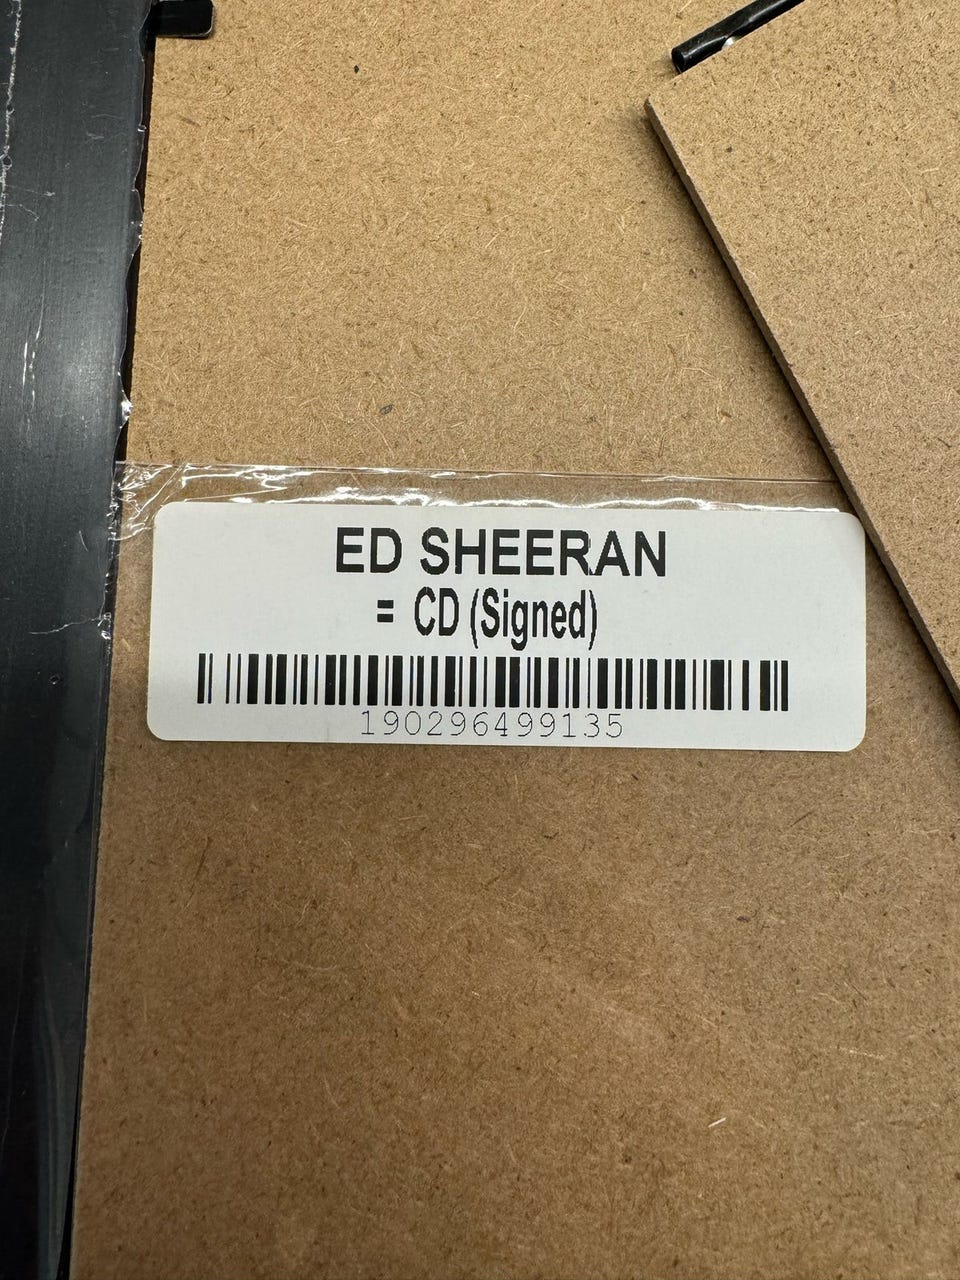 ED SHEERAN
= CD (Signed)
190296499135